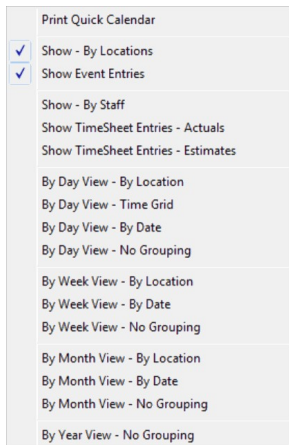 Print Quick Calendar
Show - By Locations
Show Event Entries
Show - By Staff
Show TimeSheet Entries - Actuals
Show TimeSheet Entries - Estimates
By Day View - By Location
By Day View - Time Grid
By Day View - By Date
By Day View - No Grouping
By Week View - By Location
By Week View - By Date
By Week View - No Grouping
By Month View - By Location
By Month View - By Date
By Month View - No Grouping
By Year View - No Grouping